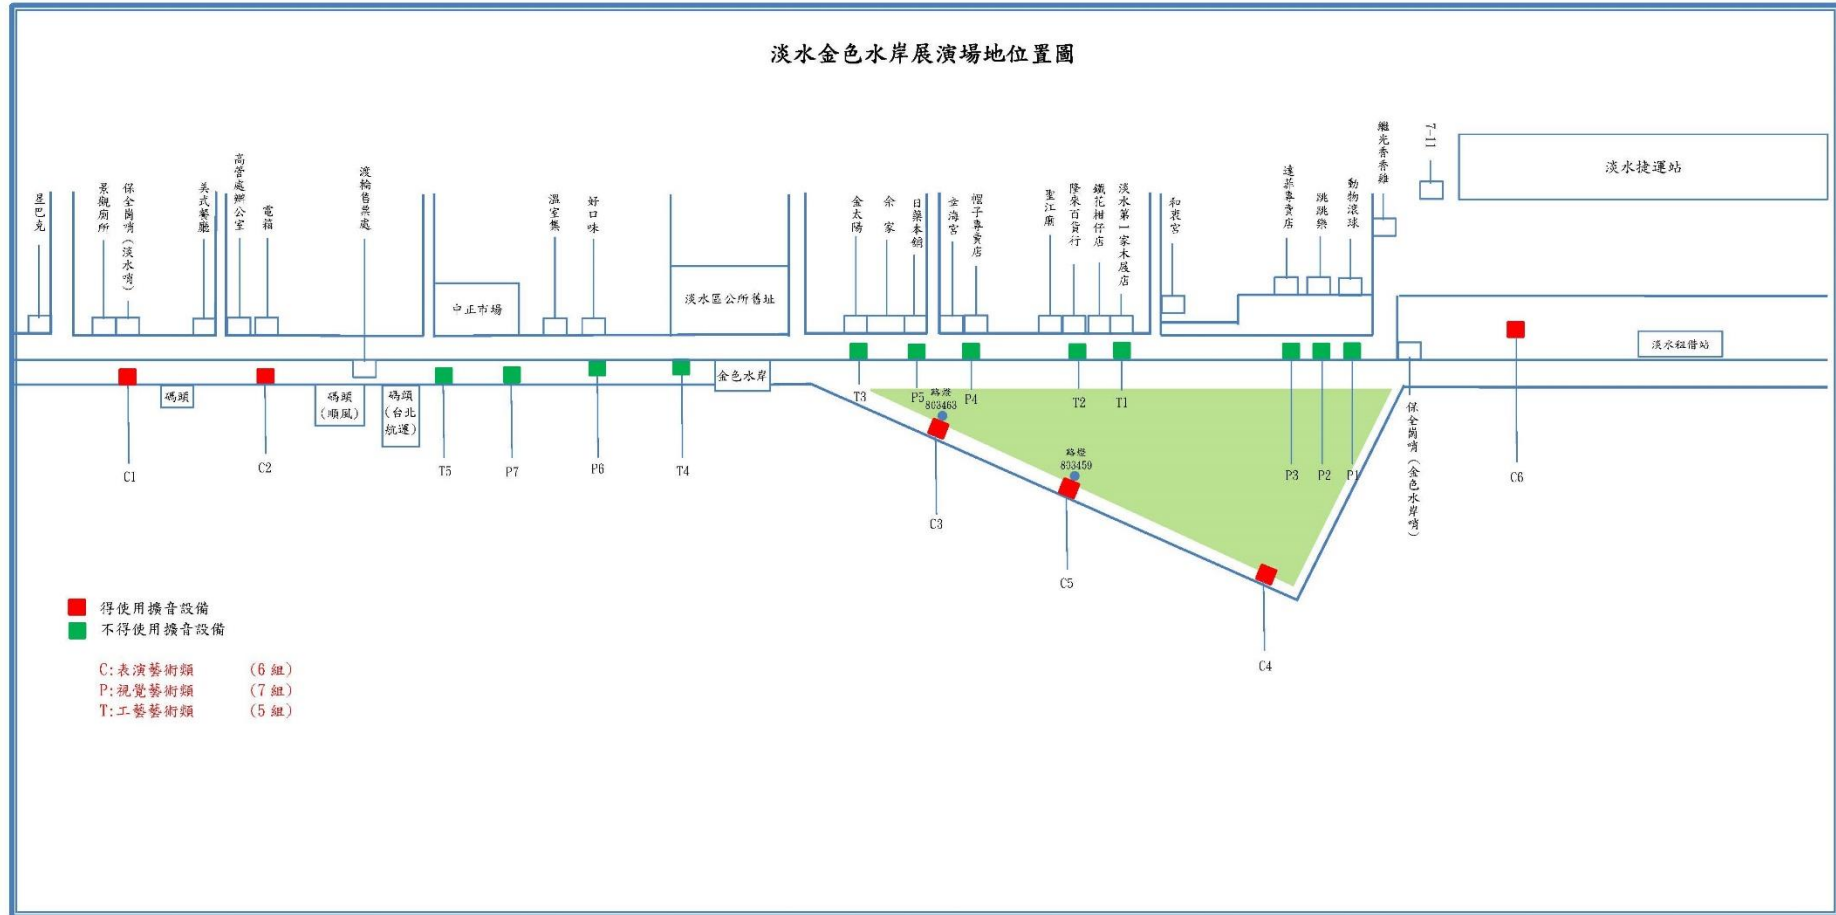 淡水金色水岸展演場地位置圖
星巴克
景觀廁所
保全崗哨(淡水哨)
美式餐廳
高管處辦公室
電箱
渡輪售票處
中正市場
溫室集
好口味
淡水區公所舊址
金太陽
余家
日藥本舖
帽子專賣店
聖江廟
隆來百貨行
鐵花柑仔店
淡水第一家木屐店
和衷宮
達菲專賣店
跳跳樂
動物滾球
繼光香香雞
7-11
淡水捷運站
淡水租借站
碼頭
碼頭
(順風)
碼頭
(台北
航運)
金色水岸
C1
C2
T5
P7
P6
T4
T3
P5
路燈
803463
P4
T2
T1
路燈
803459
P3
P2
P1
保全崗哨(金色水岸哨)
C6
C3
C5
C4
得使用擴音設備
不得使用擴音設備
C:表演藝術類 (6 組)
P:視覺藝術類 (7 組)
T:工藝藝術類 (5 組)